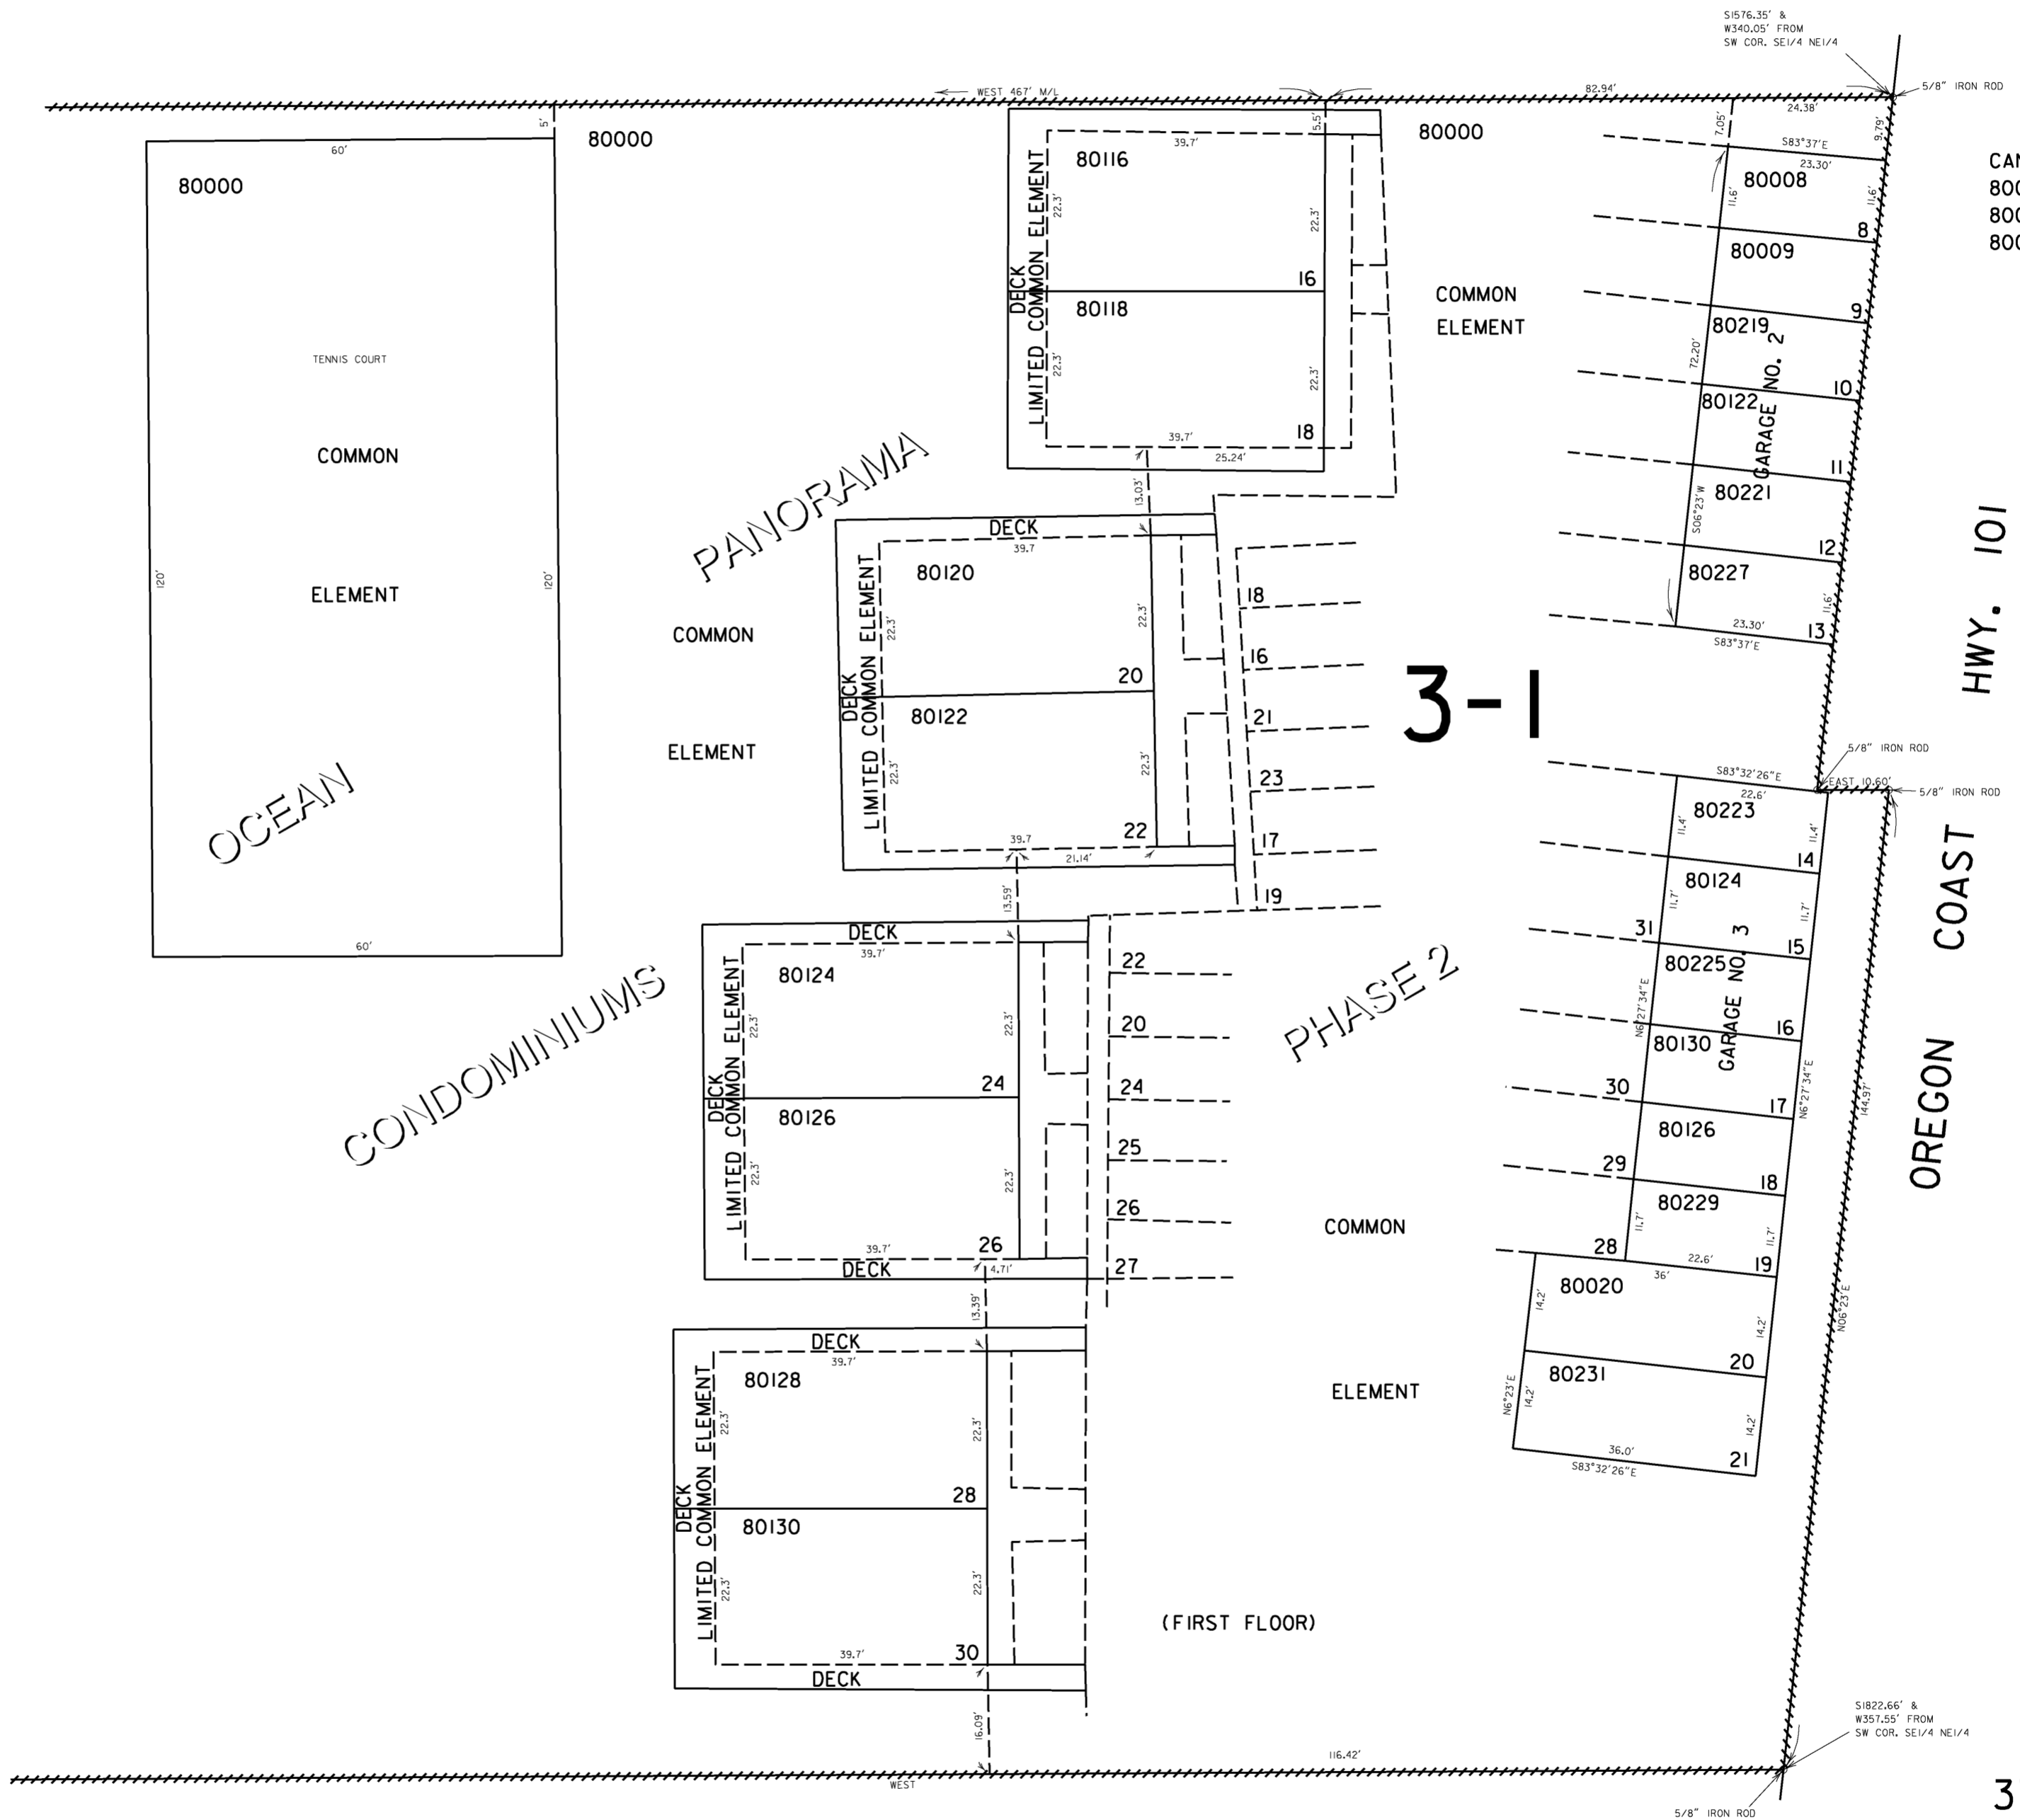 S1576.35' &
W340.05' FROM
SW COR. SE1/4 NE1/4
5/8" IRON ROD
WEST 467' M/L
82.94'
24.38'
5'
5.5'
7.05'
9.79'
60'
80000
80000
80000
120'
120'
60'
TENNIS COURT
COMMON
ELEMENT
39.7'
80116
22.3'
22.3'
16
80118
22.3'
22.3'
18
39.7'
25.24'
DECK
LIMITED COMMON ELEMENT
COMMON
ELEMENT
S83°37'E
23.30'
80008
11.6'
11.6'
8
80009
9
80219
10
72.20'
80122
GARAGE NO. 2
11
80221
S06°23'W
12
80227
11.6'
13
23.30'
S83°37'E
13.03'
DECK
39.7
80120
22.3'
22.3'
20
80122
22.3'
22.3'
22
39.7
21.14'
DECK
LIMITED COMMON ELEMENT
COMMON
ELEMENT
18
16
21
23
17
19
3-1
HWY. 101
OREGON COAST
5/8" IRON ROD
EAST 10.60'
5/8" IRON ROD
S83°32'26"E
22.6'
80223
11.4'
11.4'
14
80124
11.7'
11.7'
31
15
80225
GARAGE NO. 3
N6°27'34"E
16
80130
30
17
N6°27'34"E
144.97'
80126
29
18
80229
11.7'
11.7'
28
22.6'
19
36'
80020
14.2'
14.2'
20
80231
N6°23'E
14.2'
14.2'
36.0'
21
S83°32'26"E
N06°23'E
13.59'
DECK
39.7'
80124
22.3'
22.3'
24
80126
22.3'
22.3'
26
39.7'
4.71'
DECK
DECK
LIMITED COMMON ELEMENT
22
20
24
25
26
27
COMMON
ELEMENT
13.39'
DECK
39.7'
80128
22.3'
22.3'
28
80130
22.3'
22.3'
30
39.7'
DECK
DECK
LIMITED COMMON ELEMENT
(FIRST FLOOR)
16.09'
116.42'
WEST
S1822.66' &
W357.55' FROM
SW COR. SE1/4 NE1/4
5/8" IRON ROD
OCEAN PANORAMA
CONDOMINIUMS PHASE 2